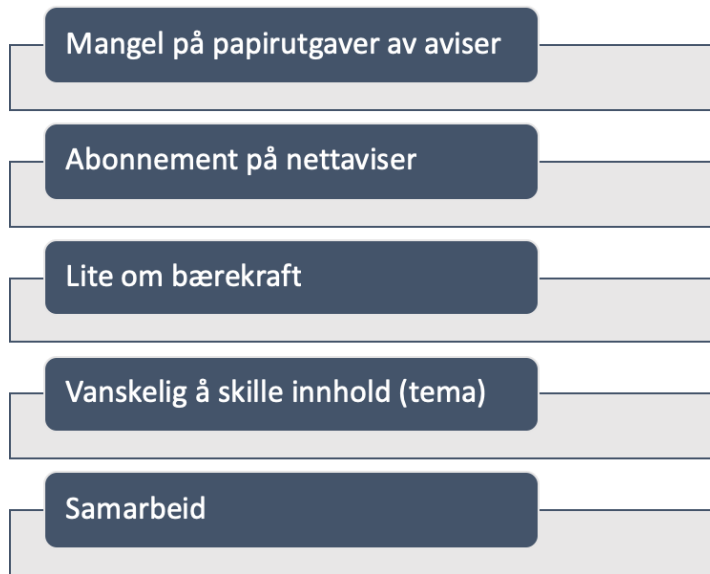 Mangel på papirutgaver av aviser
Abonnement på nettaviser
Lite om bærekraft
Vanskelig å skille innhold (tema)
Samarbeid